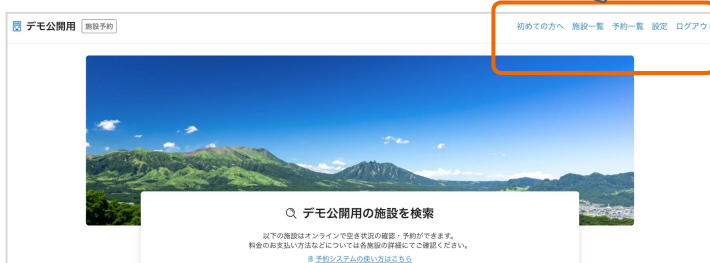 デモ公開用 施設予約 初めての方へ 施設一覧 予約一覧 設定 ログアウ
デモ公開用の施設を検索
以下の施設はオンラインで空き状況の確認・予約ができます。
料金のお支払い方法などについては各施設の詳細にてご確認ください。
予約システムの使い方はこちら